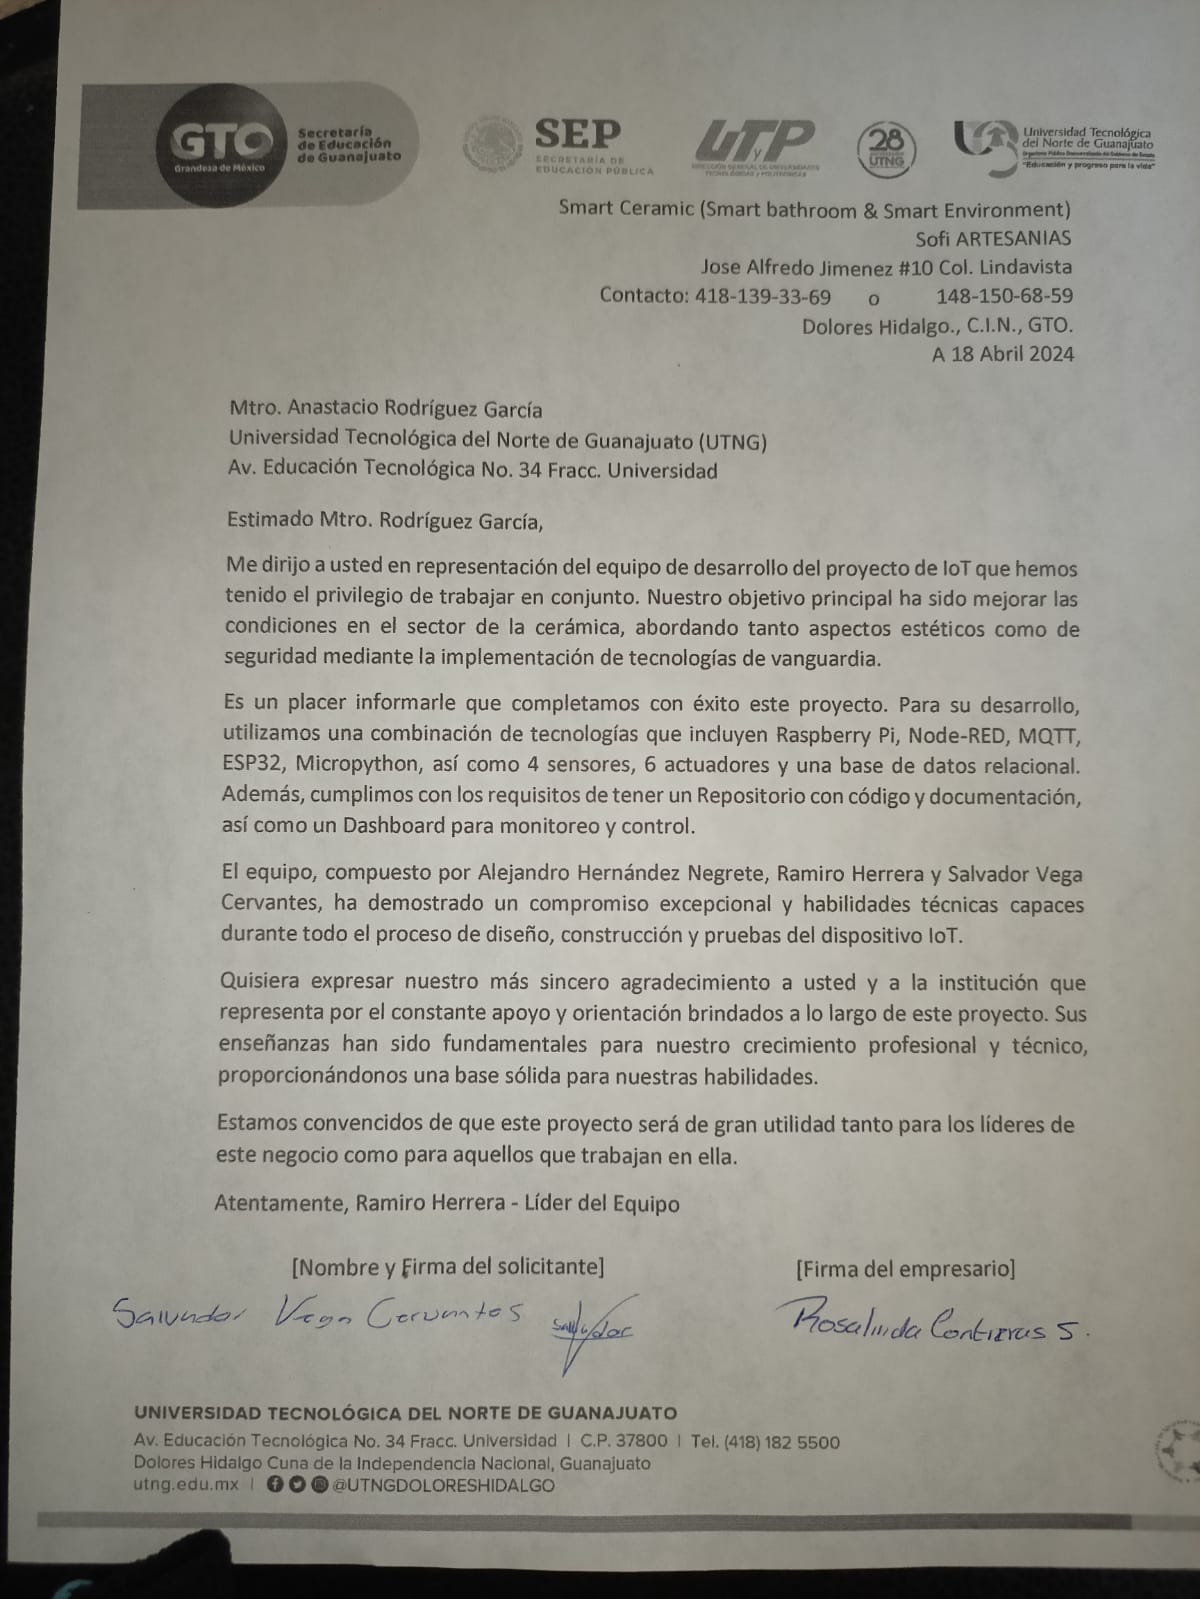 GTO
Grandeza de México
Secretaría
de Educación
de Guanajuato
SEP
SECRETARÍA DE
EDUCACIÓN PÚBLICA
UTP
y
DIRECCIÓN GENERAL DE UNIVERSIDADES
TECNOLÓGICAS y POLITÉCNICAS
28
UTNG
Universidad Tecnológica
del Norte de Guanajuato
Organismo Público Descentralizado del Gobierno del Estado
"Educación y progreso para la vida"
Smart Ceramic (Smart bathroom & Smart Environment)
Sofi ARTESANIAS
Jose Alfredo Jimenez #10 Col. Lindavista
Contacto: 418-139-33-69 o 148-150-68-59
Dolores Hidalgo., C.I.N., GTO.
A 18 Abril 2024
Mtro. Anastacio Rodríguez García
Universidad Tecnológica del Norte de Guanajuato (UTNG)
Av. Educación Tecnológica No. 34 Fracc. Universidad
Estimado Mtro. Rodríguez García,
Me dirijo a usted en representación del equipo de desarrollo del proyecto de IoT que hemos
tenido el privilegio de trabajar en conjunto. Nuestro objetivo principal ha sido mejorar las
condiciones en el sector de la cerámica, abordando tanto aspectos estéticos como de
seguridad mediante la implementación de tecnologías de vanguardia.
Es un placer informarle que completamos con éxito este proyecto. Para su desarrollo,
utilizamos una combinación de tecnologías que incluyen Raspberry Pi, Node-RED, MQTT,
ESP32, Micropython, así como 4 sensores, 6 actuadores y una base de datos relacional.
Además, cumplimos con los requisitos de tener un Repositorio con código y documentación,
así como un Dashboard para monitoreo y control.
El equipo, compuesto por Alejandro Hernández Negrete, Ramiro Herrera y Salvador Vega
Cervantes, ha demostrado un compromiso excepcional y habilidades técnicas capaces
durante todo el proceso de diseño, construcción y pruebas del dispositivo IoT.
Quisiera expresar nuestro más sincero agradecimiento a usted y a la institución que
representa por el constante apoyo y orientación brindados a lo largo de este proyecto. Sus
enseñanzas han sido fundamentales para nuestro crecimiento profesional y técnico,
proporcionándonos una base sólida para nuestras habilidades.
Estamos convencidos de que este proyecto será de gran utilidad tanto para los líderes de
este negocio como para aquellos que trabajan en ella.
Atentamente, Ramiro Herrera - Líder del Equipo
[Nombre y Firma del solicitante] [Firma del empresario]
Salvador Vega Cervantes Salvador Rosalinda Contreras S.
UNIVERSIDAD TECNOLÓGICA DEL NORTE DE GUANAJUATO
Av. Educación Tecnológica No. 34 Fracc. Universidad | C.P. 37800 | Tel. (418) 182 5500
Dolores Hidalgo Cuna de la Independencia Nacional, Guanajuato
utng.edu.mx | @UTNGDOLORESHIDALGO